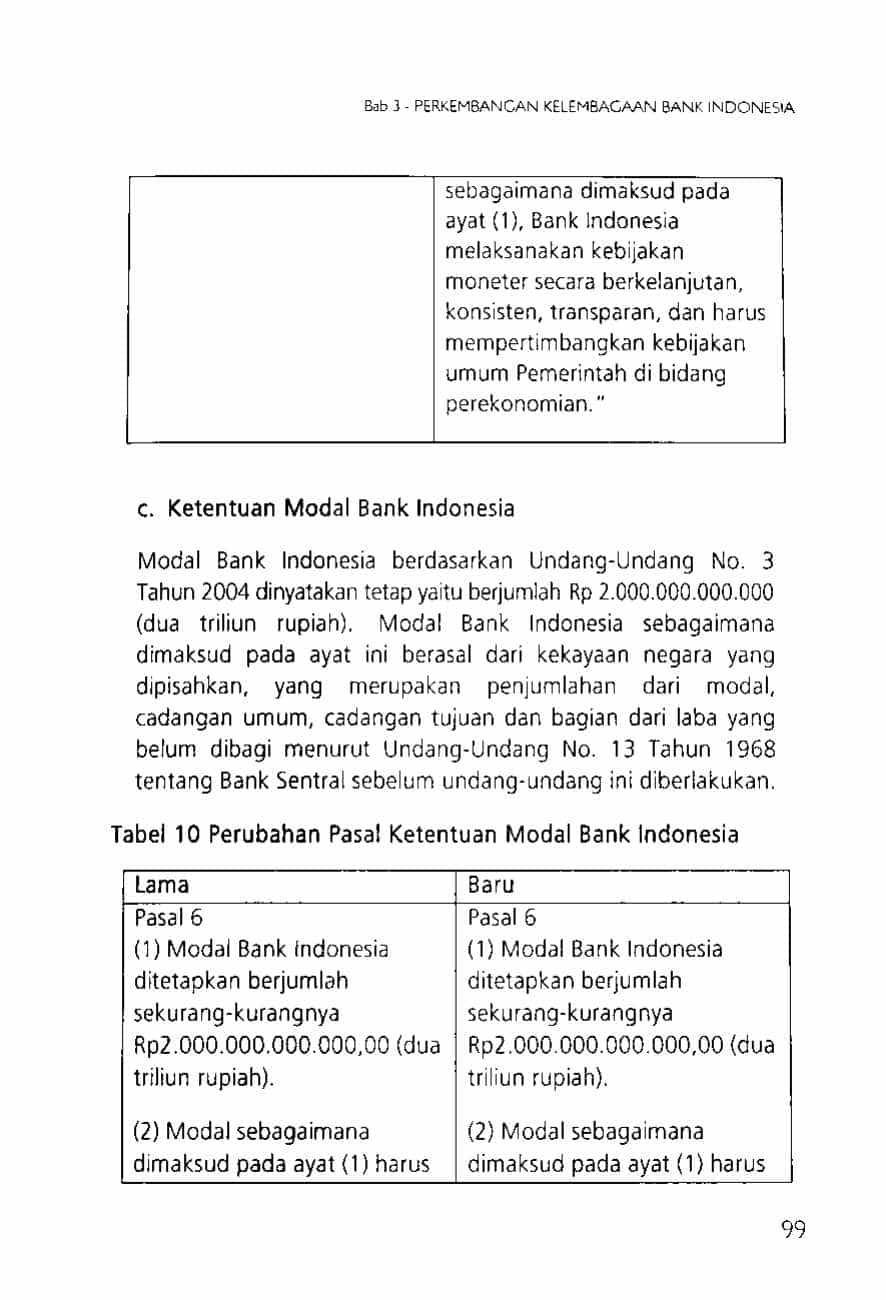 Bab 3 - PERKEMBANGAN KELEMBAGAAN BANK INDONESIA
sebagaimana dimaksud pada
ayat (1), Bank Indonesia
melaksanakan kebijakan
moneter secara berkelanjutan,
konsisten, transparan, dan harus
mempertimbangkan kebijakan
umum Pemerintah di bidang
perekonomian."
c. Ketentuan Modal Bank Indonesia
Modal Bank Indonesia berdasarkan Undang-Undang No. 3
Tahun 2004 dinyatakan tetap yaitu berjumlah Rp 2.000.000.000.000
(dua triliun rupiah). Modal Bank Indonesia sebagaimana
dimaksud pada ayat ini berasal dari kekayaan negara yang
dipisahkan, yang merupakan penjumlahan dari modal,
cadangan umum, cadangan tujuan dan bagian dari laba yang
belum dibagi menurut Undang-Undang No. 13 Tahun 1968
tentang Bank Sentral sebelum undang-undang ini diberlakukan.
Tabel 10 Perubahan Pasal Ketentuan Modal Bank Indonesia
Lama
Pasal 6
(1) Modal Bank Indonesia
ditetapkan berjumlah
sekurang-kurangnya
Rp2.000.000.000.000,00 (dua
triliun rupiah).
(2) Modal sebagaimana
dimaksud pada ayat (1) harus
Baru
Pasal 6
(1) Modal Bank Indonesia
ditetapkan berjumlah
sekurang-kurangnya
Rp2.000.000.000.000,00 (dua
triliun rupiah).
(2) Modal sebagaimana
dimaksud pada ayat (1) harus
99